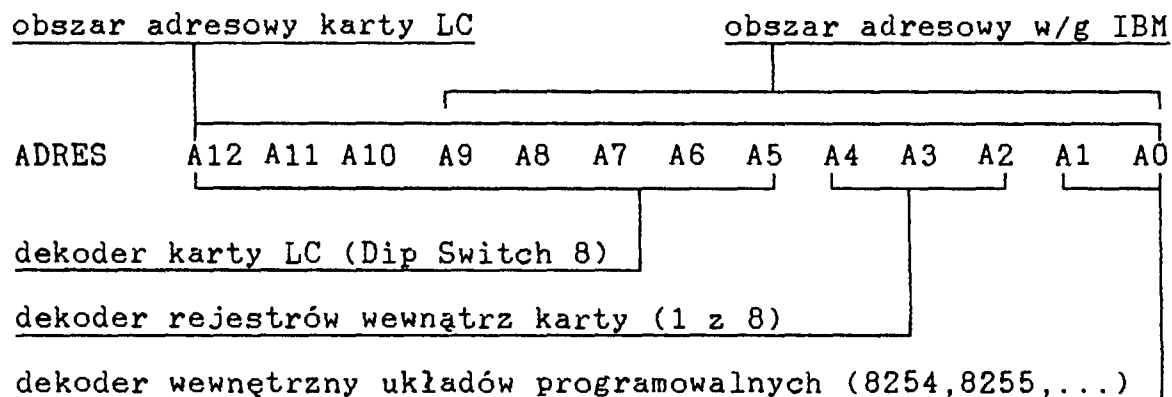 obszar adresowy karty LC obszar adresowy w/g IBM
ADRES A12 A11 A10 A9 A8 A7 A6 A5 A4 A3 A2 A1 A0
dekoder karty LC (Dip Switch 8)
dekoder rejestrów wewnątrz karty (1 z 8)
dekoder wewnętrzny układów programowalnych (8254,8255,...)